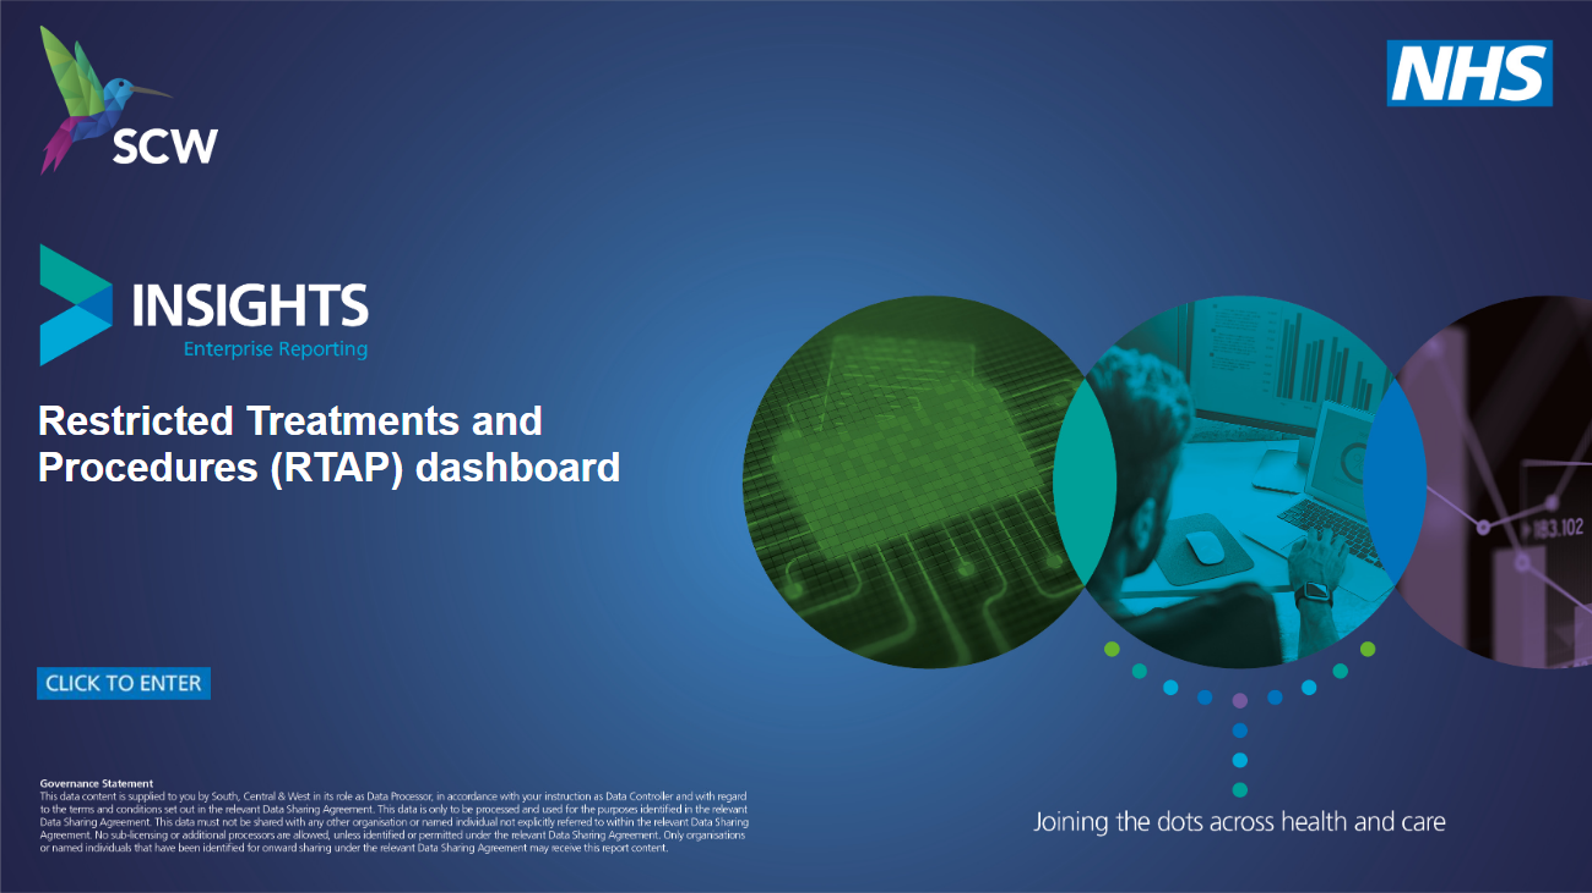 SCW
NHS
INSIGHTS
Enterprise Reporting
Restricted Treatments and
Procedures (RTAP) dashboard
183.102
CLICK TO ENTER
Governance Statement
This data content is supplied to you by South, Central & West in its role as Data Processor, in accordance with your instruction as Data Controller and with regard
to the terms and conditions set out in the relevant Data Sharing Agreement. This data is only to be processed and used for the purposes identified in the relevant
Data Sharing Agreement. This data must not be shared with any other organisation or named individual not explicitly referred to within the relevant Data Sharing
Agreement. No sub-licensing or additional processors are allowed, unless identified or permitted under the relevant Data Sharing Agreement. Only organisations
or named individuals that have been identified for onward sharing under the relevant Data Sharing Agreement may receive this report content.
Joining the dots across health and care